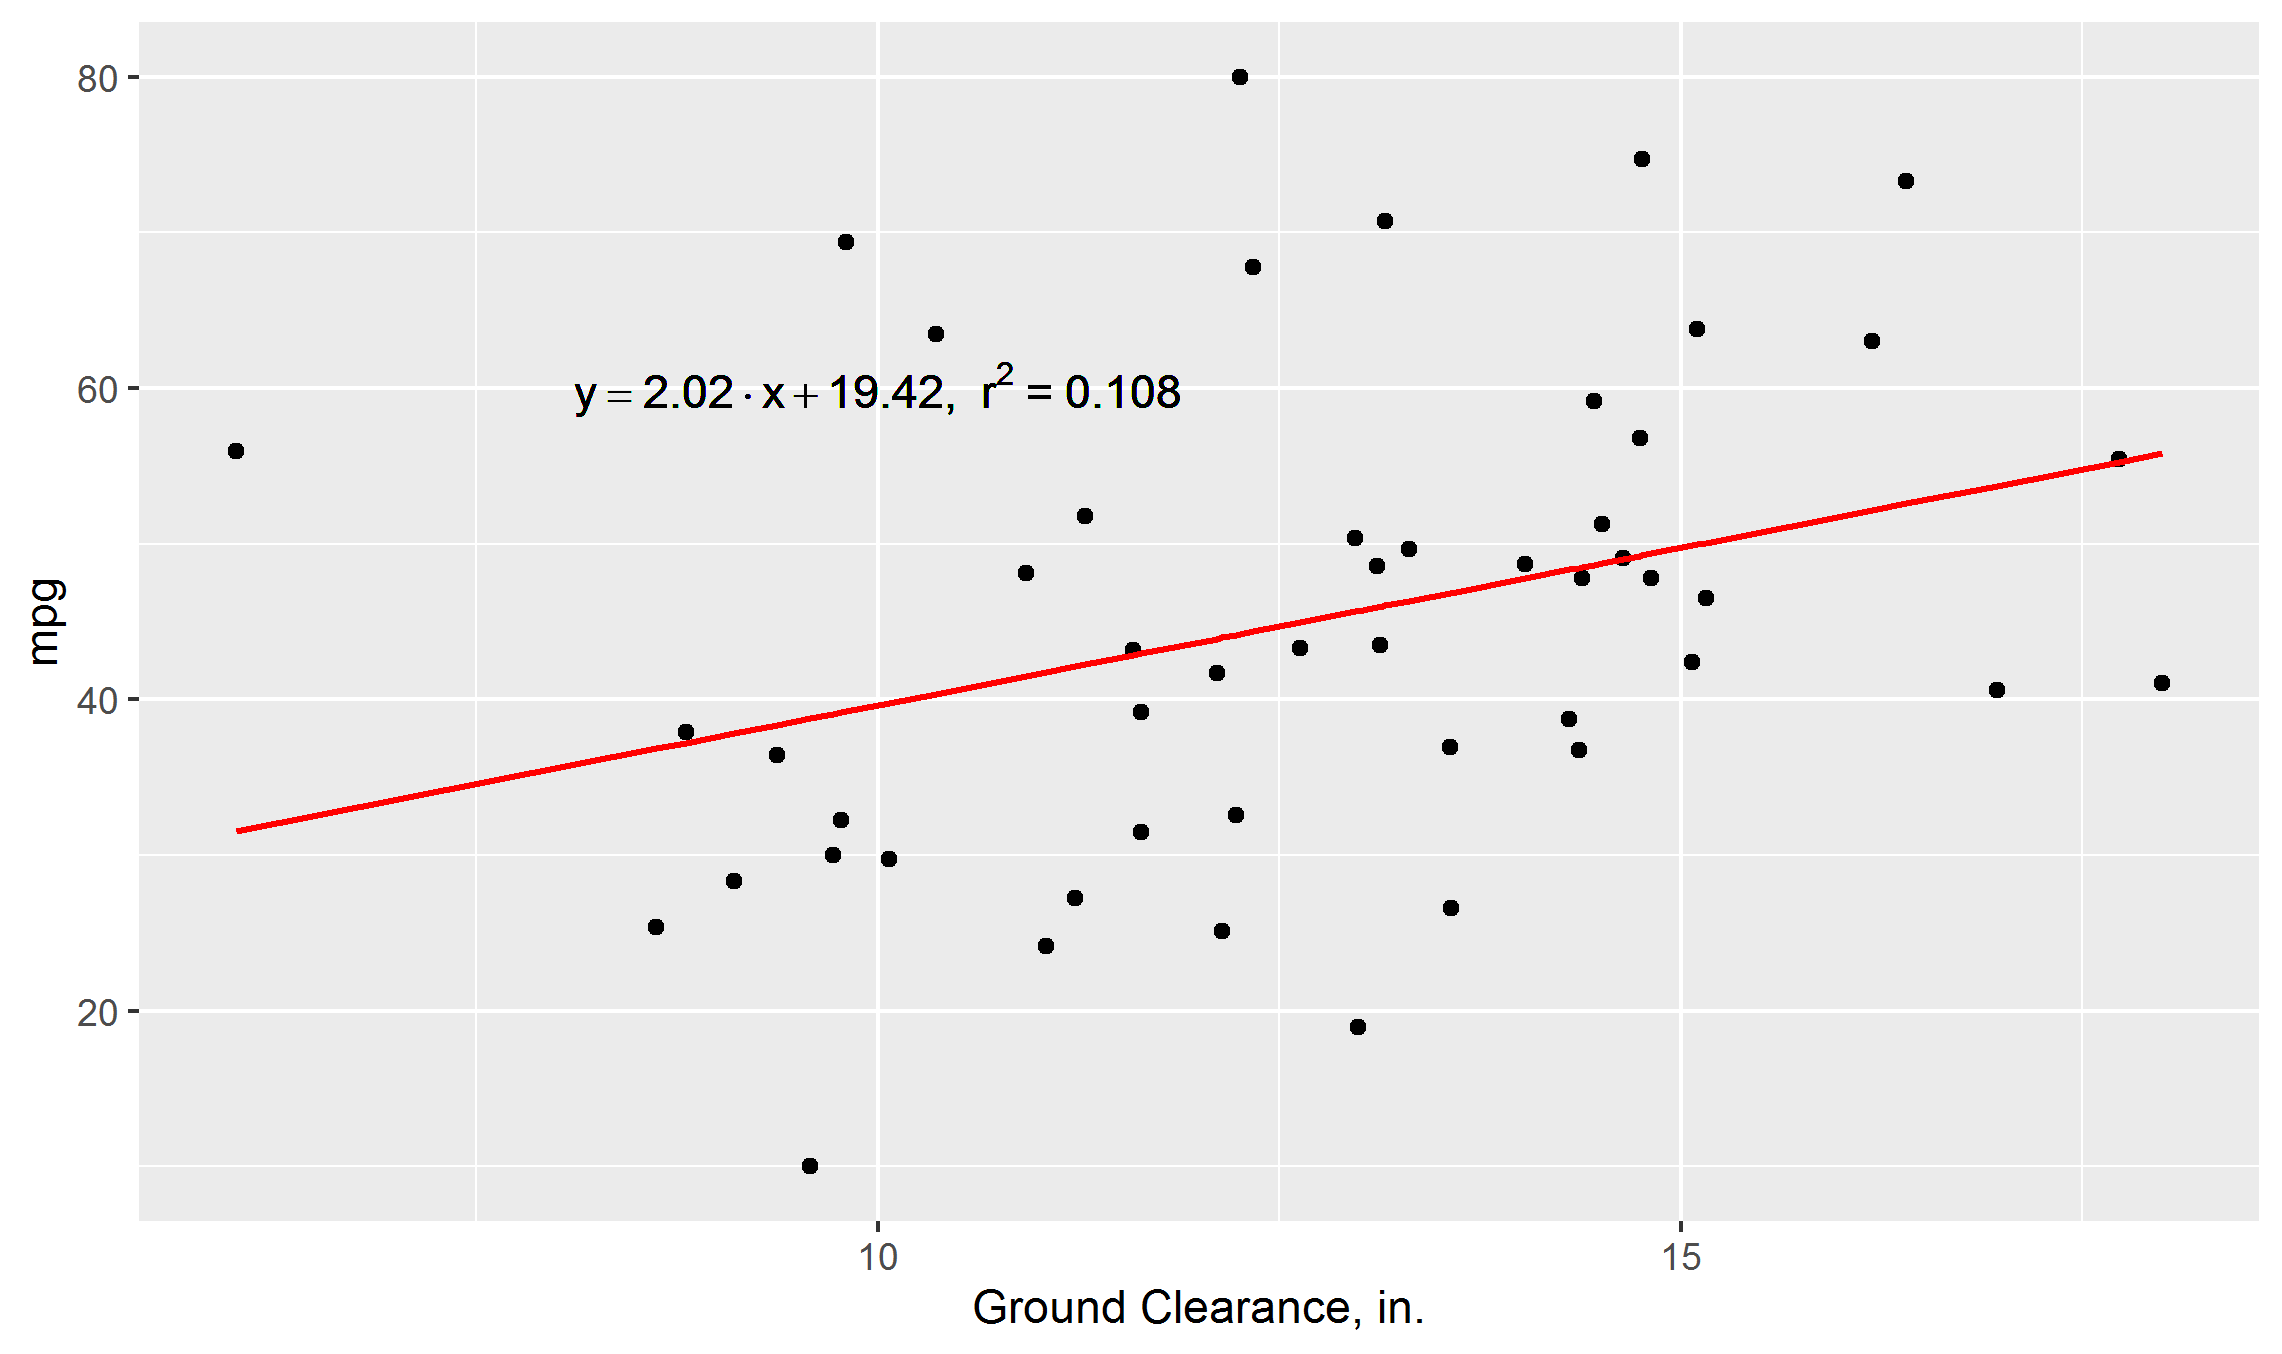 80
60
40
20
mpg
y = 2.02 · x + 19.42, r² = 0.108
10 15
Ground Clearance, in.